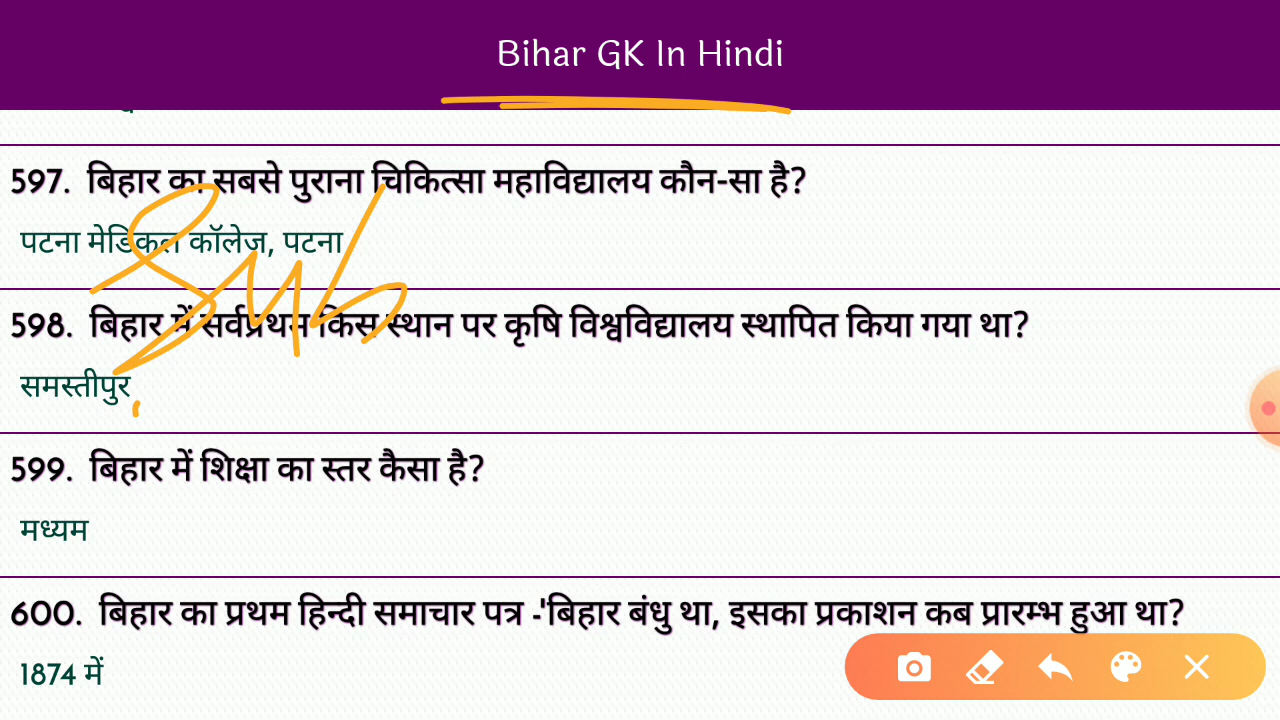 Bihar GK In Hindi
597. बिहार का सबसे पुराना चिकित्सा महाविद्यालय कौन-सा है?
पटना मेडिकल कॉलेज, पटना
598. बिहार में सर्वप्रथम किस स्थान पर कृषि विश्वविद्यालय स्थापित किया गया था?
समस्तीपुर
599. बिहार में शिक्षा का स्तर कैसा है?
मध्यम
600. बिहार का प्रथम हिन्दी समाचार पत्र -'बिहार बंधु था, इसका प्रकाशन कब प्रारम्भ हुआ था?
1874 में